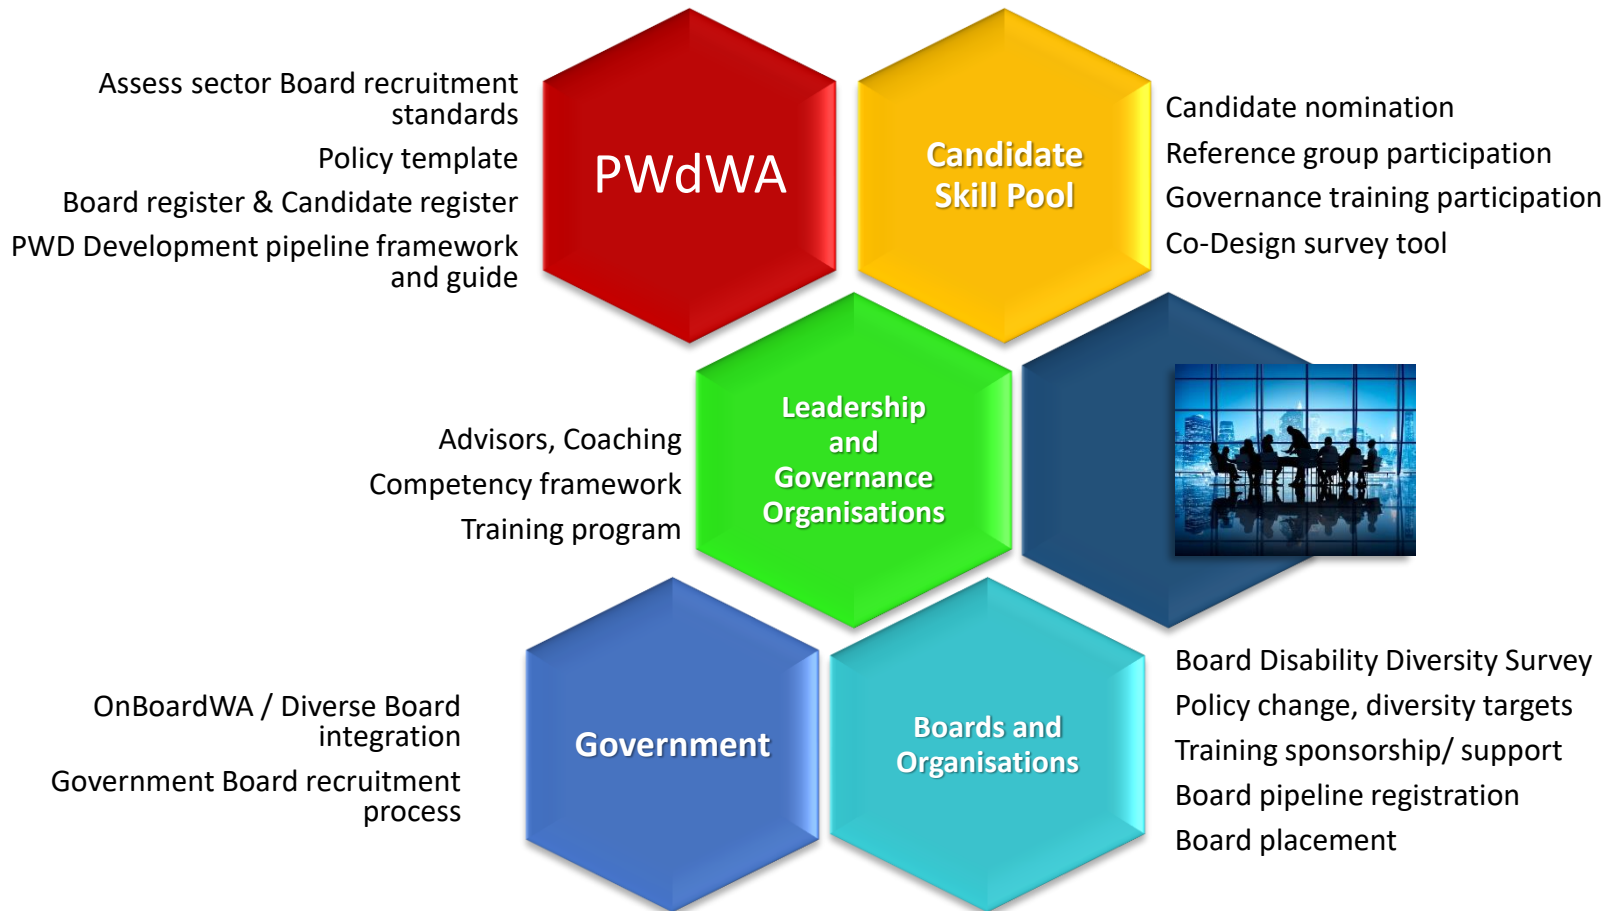 Assess sector Board recruitment
standards
Policy template
Board register & Candidate register
PWD Development pipeline framework
and guide
PWdWA
Candidate
Skill Pool
Candidate nomination
Reference group participation
Governance training participation
Co-Design survey tool
Advisors, Coaching
Competency framework
Training program
Leadership
and
Governance
Organisations
OnBoardWA / Diverse Board
integration
Government Board recruitment
process
Government
Boards and
Organisations
Board Disability Diversity Survey
Policy change, diversity targets
Training sponsorship/ support
Board pipeline registration
Board placement